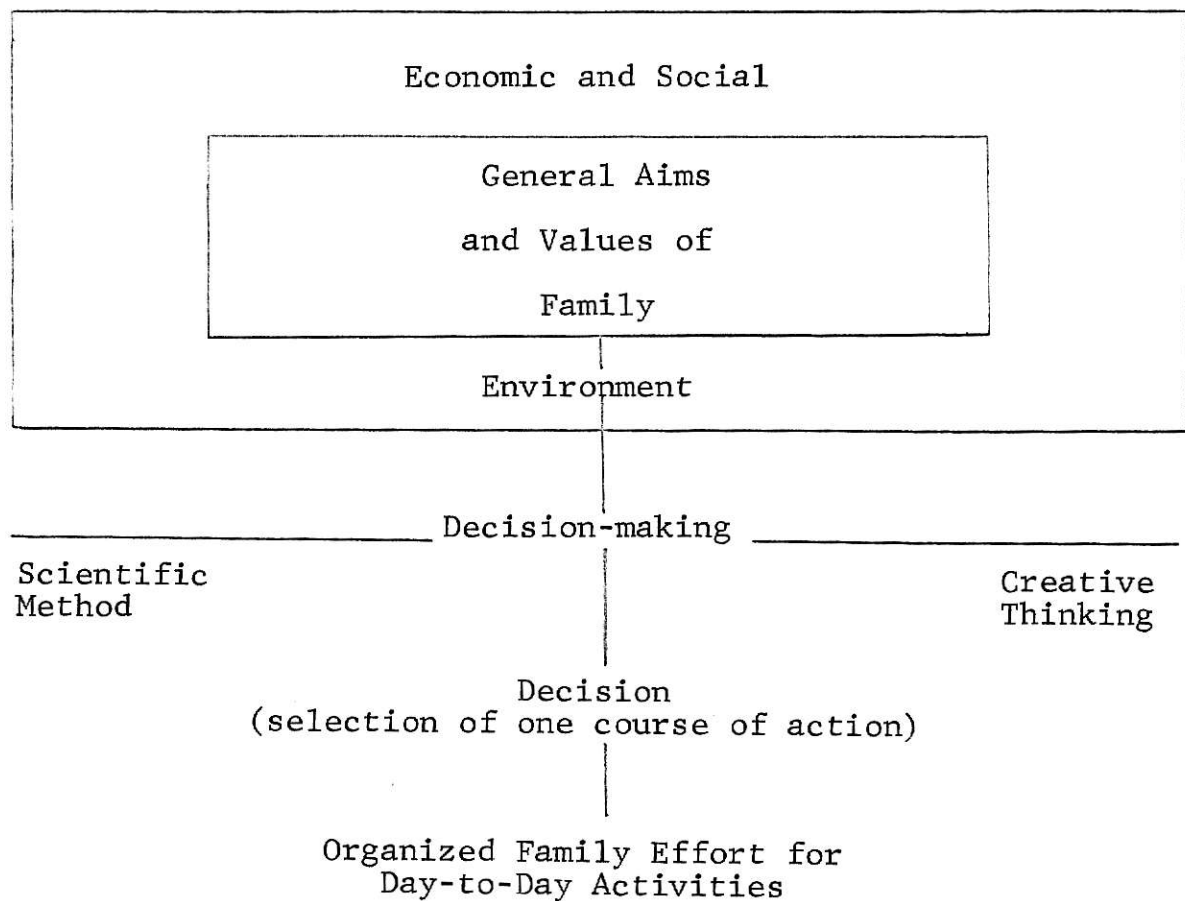 Economic and Social
General Aims
and Values of
Family
Environment
Decision-making
Scientific
Method
Creative
Thinking
Decision
(selection of one course of action)
Organized Family Effort for
Day-to-Day Activities